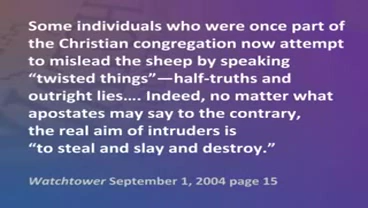 Some individuals who were once part of
the Christian congregation now attempt
to mislead the sheep by speaking
“twisted things”—half-truths and
outright lies.... Indeed, no matter what
apostates may say to the contrary,
the real aim of intruders is
“to steal and slay and destroy.”
Watchtower September 1, 2004 page 15